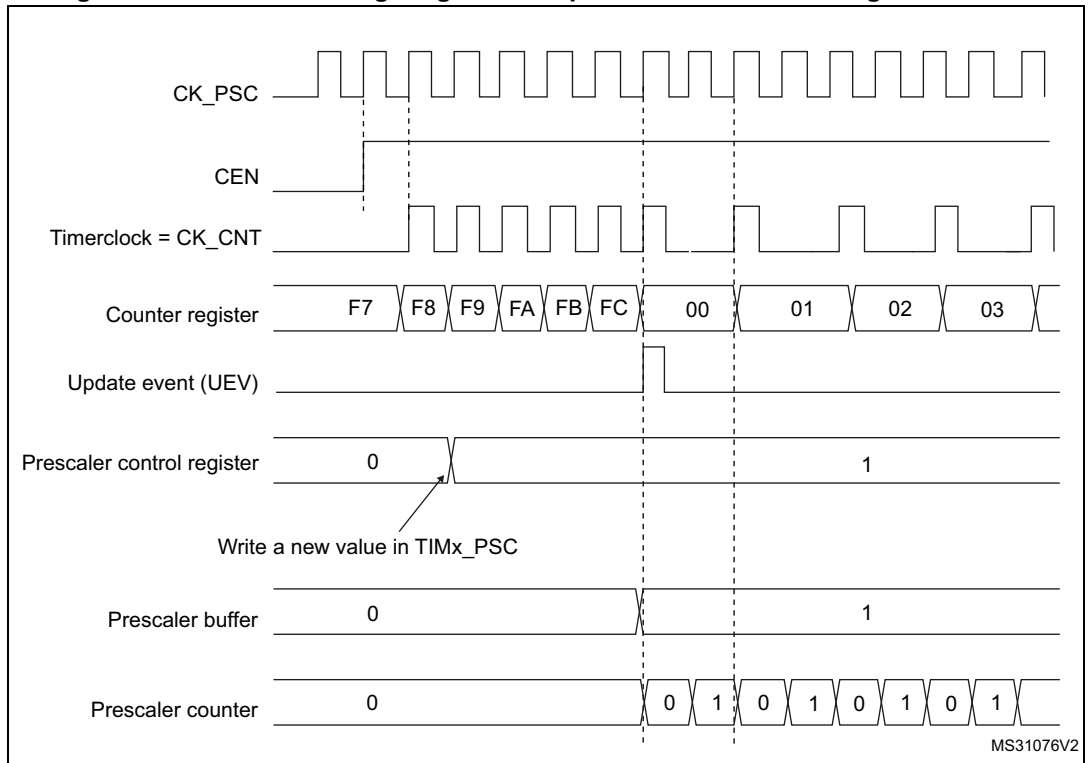 CK_PSC
CEN
Timerclock = CK_CNT
Counter register F7 F8 F9 FA FB FC 00 01 02 03
Update event (UEV)
Prescaler control register 0 1
Write a new value in TIMx_PSC
Prescaler buffer 0 1
Prescaler counter 0 0 1 0 1 0 1 0 1
MS31076V2